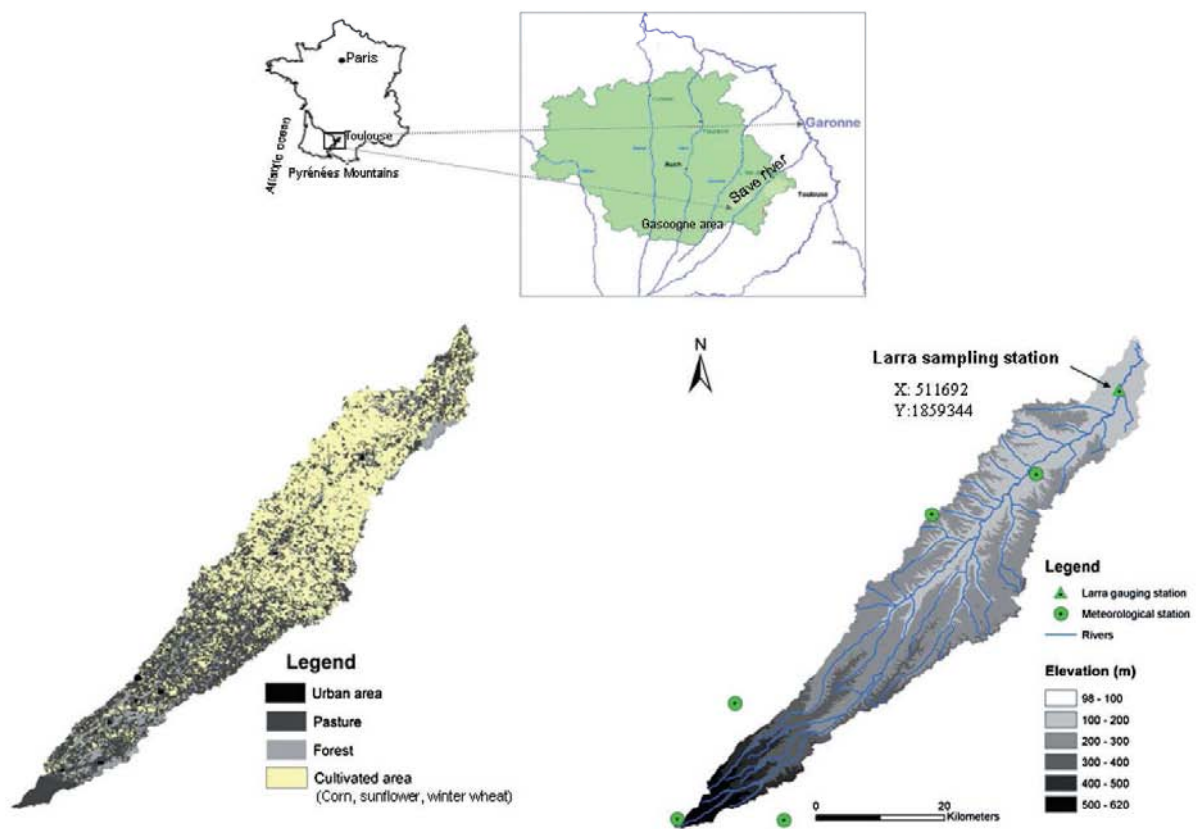 Paris
Toulouse
Atlantic ocean
Pyrénées Mountains
Garonne
Auch
Save river
Toulouse
Gascogne area
N
Larra sampling station
X: 511692
Y:1859344
Legend
Urban area
Pasture
Forest
Cultivated area
(Corn, sunflower, winter wheat)
Legend
Larra gauging station
Meteorological station
Rivers
Elevation (m)
98 - 100
100 - 200
200 - 300
300 - 400
400 - 500
500 - 620
0 20
Kilometers